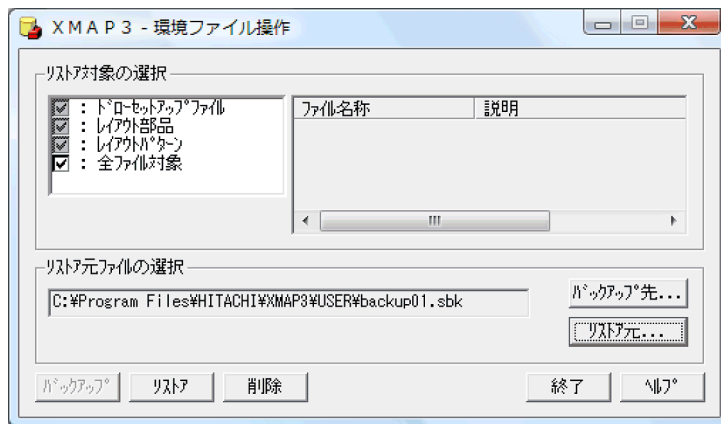 XMAP3 - 環境ファイル操作
リストア対象の選択
： ドローセットアップファイル
： レイアウト部品
： レイアウトパターン
： 全ファイル対象
ファイル名称 説明
リストア元ファイルの選択
C:¥Program Files¥HITACHI¥XMAP3¥USER¥backup01.sbk
バックアップ先...
リストア元...
バックアップ リストア 削除 終了 ヘルプ